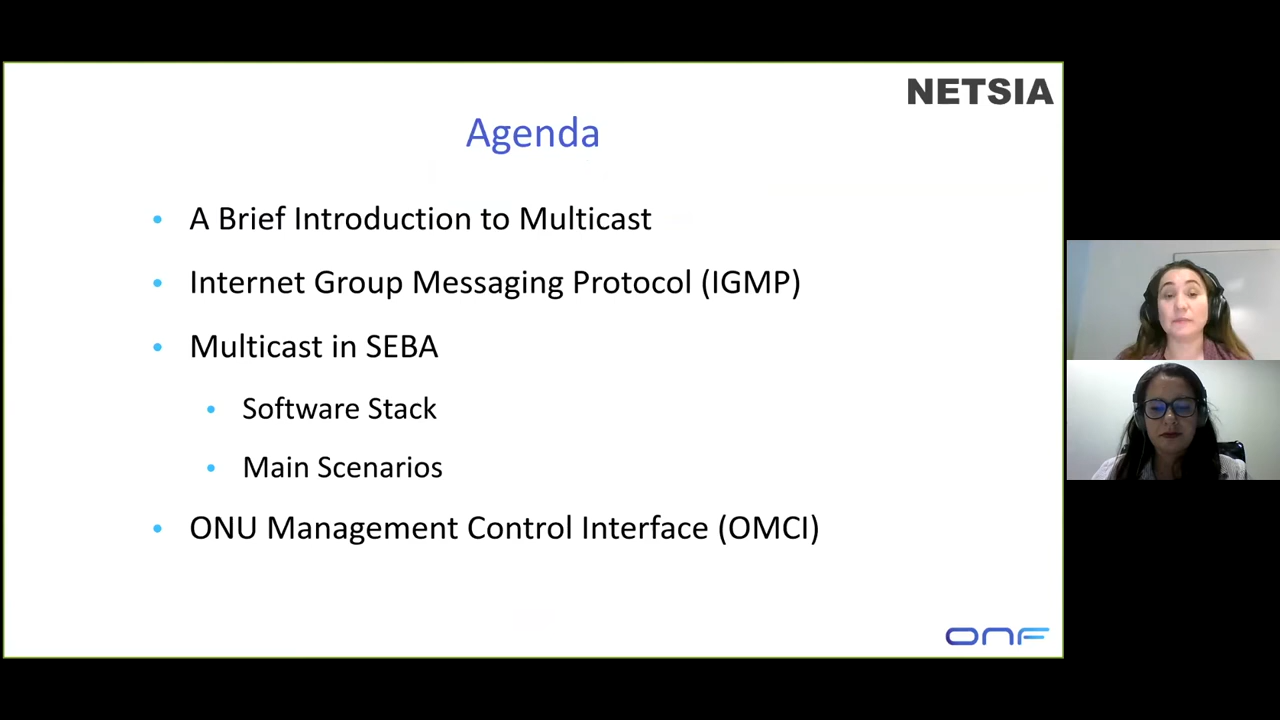 NETSIA
Agenda
• A Brief Introduction to Multicast
• Internet Group Messaging Protocol (IGMP)
• Multicast in SEBA
• Software Stack
• Main Scenarios
• ONU Management Control Interface (OMCI)
ONF